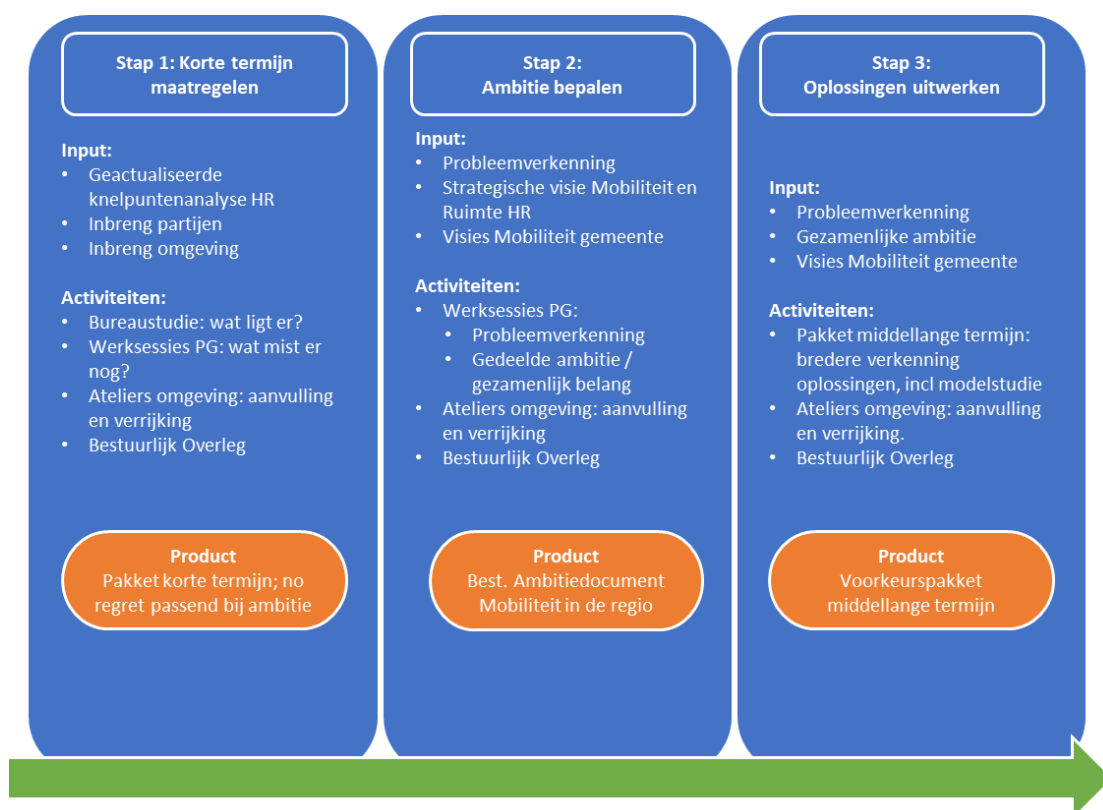 Stap 1: Korte termijn
maatregelen
Input:
• Geactualiseerde
knelpuntenanalyse HR
• Inbreng partijen
• Inbreng omgeving
Activiteiten:
• Bureaustudie: wat ligt er?
• Werksessies PG: wat mist er
nog?
• Ateliers omgeving: aanvulling
en verrijking
• Bestuurlijk Overleg
Product
Pakket korte termijn; no
regret passend bij ambitie
Stap 2:
Ambitie bepalen
Input:
• Probleemverkenning
• Strategische visie Mobiliteit en
Ruimte HR
• Visies Mobiliteit gemeente
Activiteiten:
• Werksessies PG:
• Probleemverkenning
• Gedeelde ambitie /
gezamenlijk belang
• Ateliers omgeving: aanvulling
en verrijking
• Bestuurlijk Overleg
Product
Best. Ambitiedocument
Mobiliteit in de regio
Stap 3:
Oplossingen uitwerken
Input:
• Probleemverkenning
• Gezamenlijke ambitie
• Visies Mobiliteit gemeente
Activiteiten:
• Pakket middellange termijn:
bredere verkenning
oplossingen, incl modelstudie
• Ateliers omgeving: aanvulling
en verrijking.
• Bestuurlijk Overleg
Product
Voorkeurspakket
middellange termijn